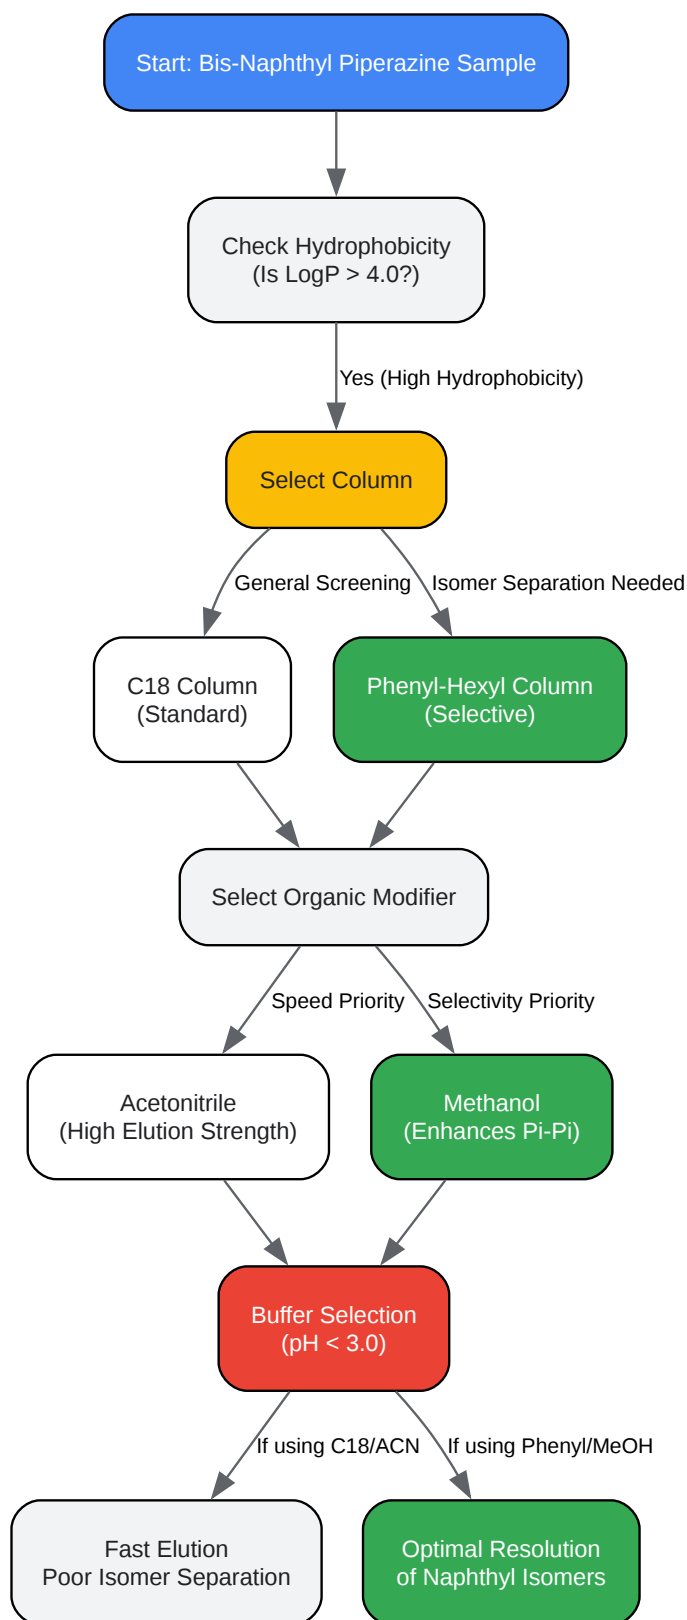 Start: Bis-Naphthyl Piperazine Sample
Check Hydrophobicity
(Is LogP > 4.0?)
Yes (High Hydrophobicity)
Select Column
General Screening
Isomer Separation Needed
C18 Column
(Standard)
Phenyl-Hexyl Column
(Selective)
Select Organic Modifier
Speed Priority
Selectivity Priority
Acetonitrile
(High Elution Strength)
Methanol
(Enhances Pi-Pi)
Buffer Selection
(pH < 3.0)
If using C18/ACN
If using Phenyl/MeOH
Fast Elution
Poor Isomer Separation
Optimal Resolution
of Naphthyl Isomers